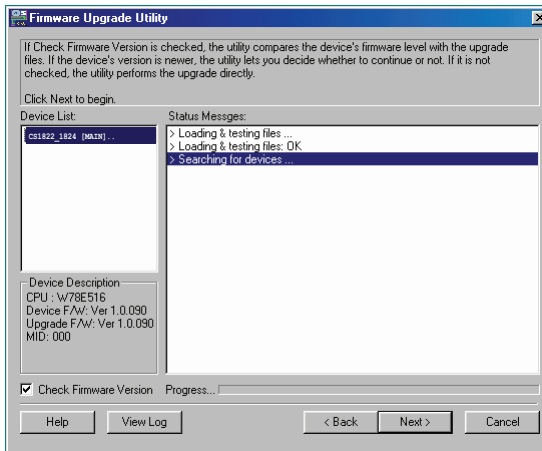 Firmware Upgrade Utility
If Check Firmware Version is checked, the utility compares the device's firmware level with the upgrade
files. If the device's version is newer, the utility lets you decide whether to continue or not. If it is not
checked, the utility performs the upgrade directly.
Click Next to begin.
Device List:
CS1822_1824 [MAIN]..
Status Messges:
> Loading & testing files ...
> Loading & testing files: OK
> Searching for devices ...
Device Description
CPU : W78E516
Device F/W: Ver 1.0.090
Upgrade F/W: Ver 1.0.090
MID: 000
Check Firmware Version
Progress...
Help
View Log
< Back
Next >
Cancel